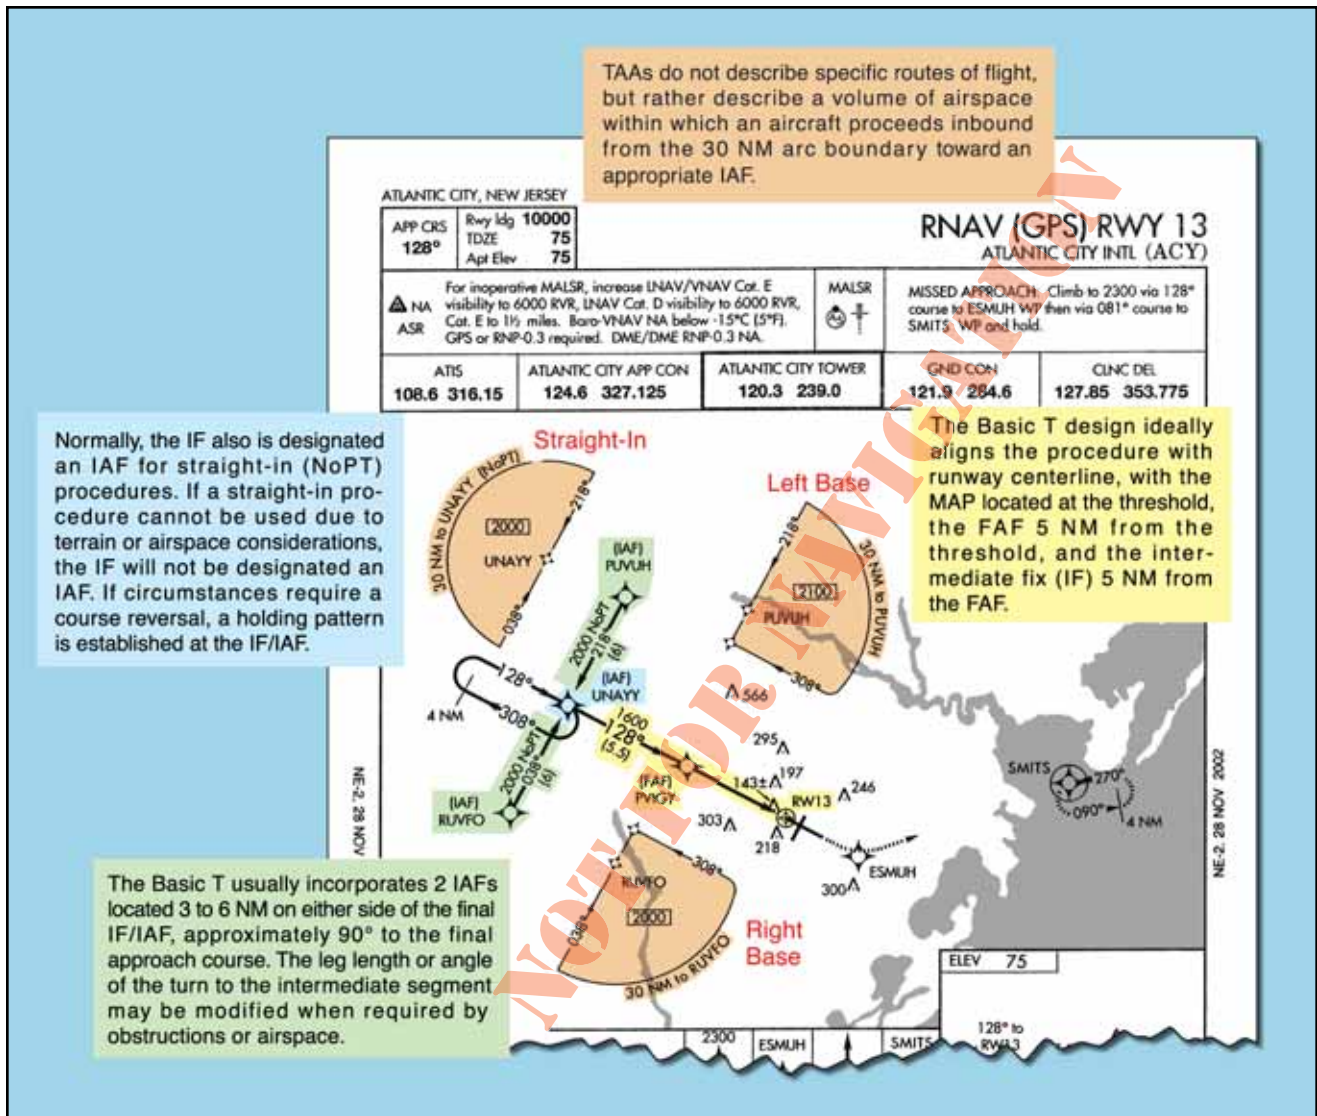 TAAs do not describe specific routes of flight,
but rather describe a volume of airspace
within which an aircraft proceeds inbound
from the 30 NM arc boundary toward an
appropriate IAF.
ATLANTIC CITY, NEW JERSEY
APP CRS
128°
Rwy ldg 10000
TDZE 75
Apt Elev 75
RNAV (GPS) RWY 13
ATLANTIC CITY INTL (ACY)
A NA
ASR
For inoperative MALSR, increase LNAV/VNAV Cat. E
visibility to 6000 RVR, LNAV Cat. D visibility to 6000 RVR,
Cat. E to 1½ miles. Baro-VNAV NA below -15°C (5°F).
GPS or RNP-0.3 required. DME/DME RNP-0.3 NA.
MALSR
MISSED APPROACH: Climb to 2300 via 128°
course to ESMUH WP then via 081° course to
SMITS WP and hold.
ATIS
108.6 316.15
ATLANTIC CITY APP CON
124.6 327.125
ATLANTIC CITY TOWER
120.3 239.0
GND CON
121.9 284.6
CLNC DEL
127.85 353.775
Normally, the IF also is designated
an IAF for straight-in (NoPT)
procedures. If a straight-in pro-
cedure cannot be used due to
terrain or airspace considerations,
the IF will not be designated an
IAF. If circumstances require a
course reversal, a holding pattern
is established at the IF/IAF.
The Basic T design ideally
aligns the procedure with
runway centerline, with the
MAP located at the threshold,
the FAF 5 NM from the
threshold, and the inter-
mediate fix (IF) 5 NM from
the FAF.
Straight-In
30 NM to UNAYY (NoPT)
218°
2000
UNAYY
038°
Left Base
218°
30 NM to PUVUH
2100
PUVUH
308°
(IAF)
PUVUH
2000 NoPT
218°
(6)
128°
308°
4 NM
(IAF)
UNAYY
2000 NoPT
038°
(6)
(IAF)
RUVFO
1600
128°
(5.5)
(FAF)
PVIGY
566
295
143±
197
246
RW13
303
218
300
ESMUH
SMITS
270°
090°
4 NM
308°
RUVFO
038°
2000
30 NM to RUVFO
Right
Base
NE-2, 28 NOV
NE-2, 28 NOV 2002
The Basic T usually incorporates 2 IAFs
located 3 to 6 NM on either side of the final
IF/IAF, approximately 90° to the final
approach course. The leg length or angle
of the turn to the intermediate segment
may be modified when required by
obstructions or airspace.
ELEV 75
128° to
RW13
2300
ESMUH
SMITS
NOT FOR NAVIGATION